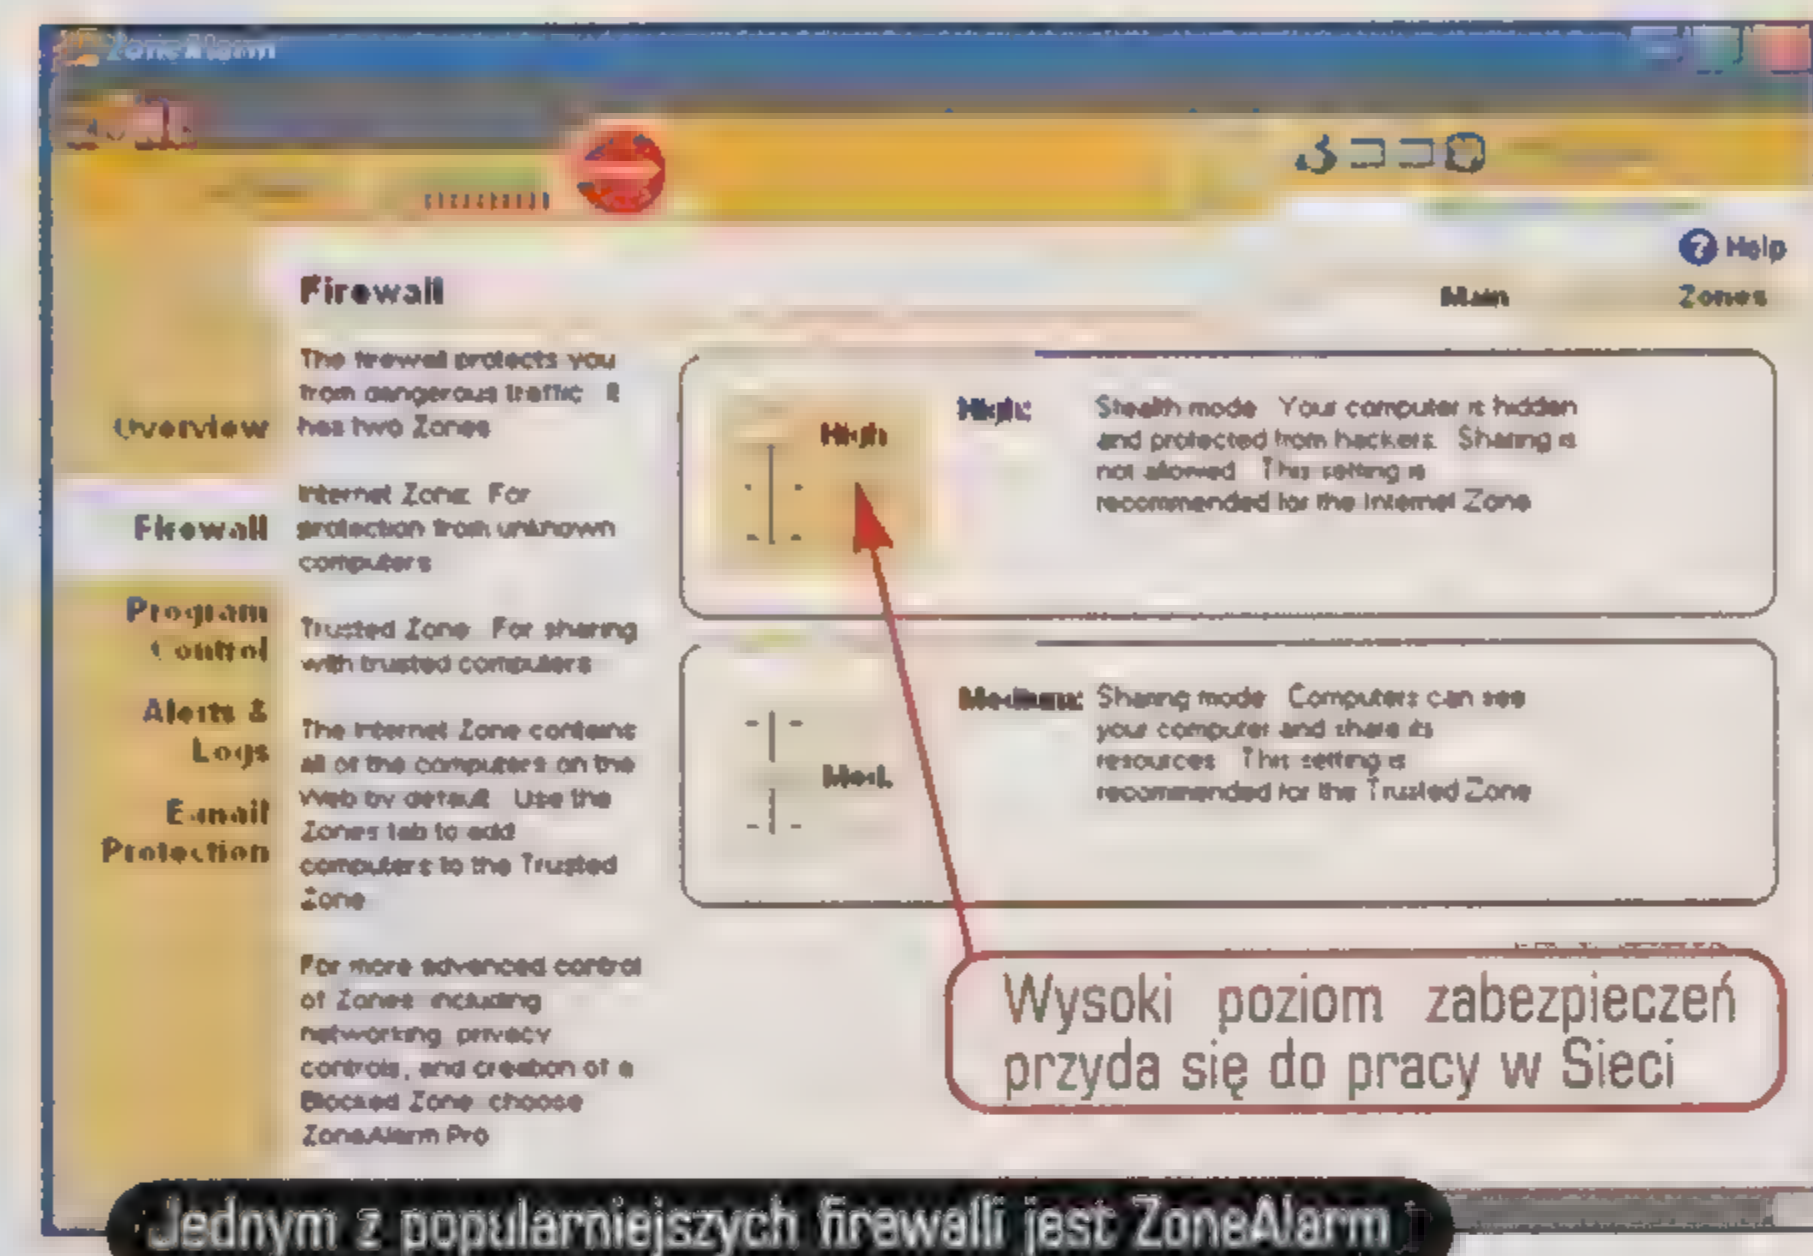 ZoneAlarm
Help
Firewall
Main
Zones
The firewall protects you
from dangerous traffic It
has two Zones
Internet Zone: For
protection from unknown
computers
Trusted Zone For sharing
with trusted computers
The Internet Zone contains
all of the computers on the
Web by default Use the
Zones tab to add
computers to the Trusted
Zone
For more advanced control
of Zones including
networking privacy
controls, and creation of a
Blocked Zone choose
ZoneAlarm Pro
Overview
Firewall
Program
Control
Alerts &
Logs
E-mail
Protection
High
High:
Stealth mode Your computer is hidden
and protected from hackers Sharing is
not allowed This setting is
recommended for the Internet Zone
Med.
Medium:
Sharing mode Computers can see
your computer and share its
resources This setting is
recommended for the Trusted Zone
Wysoki poziom zabezpieczeń
przyda się do pracy w Sieci
Jednym z popularniejszych firewalli jest ZoneAlarm